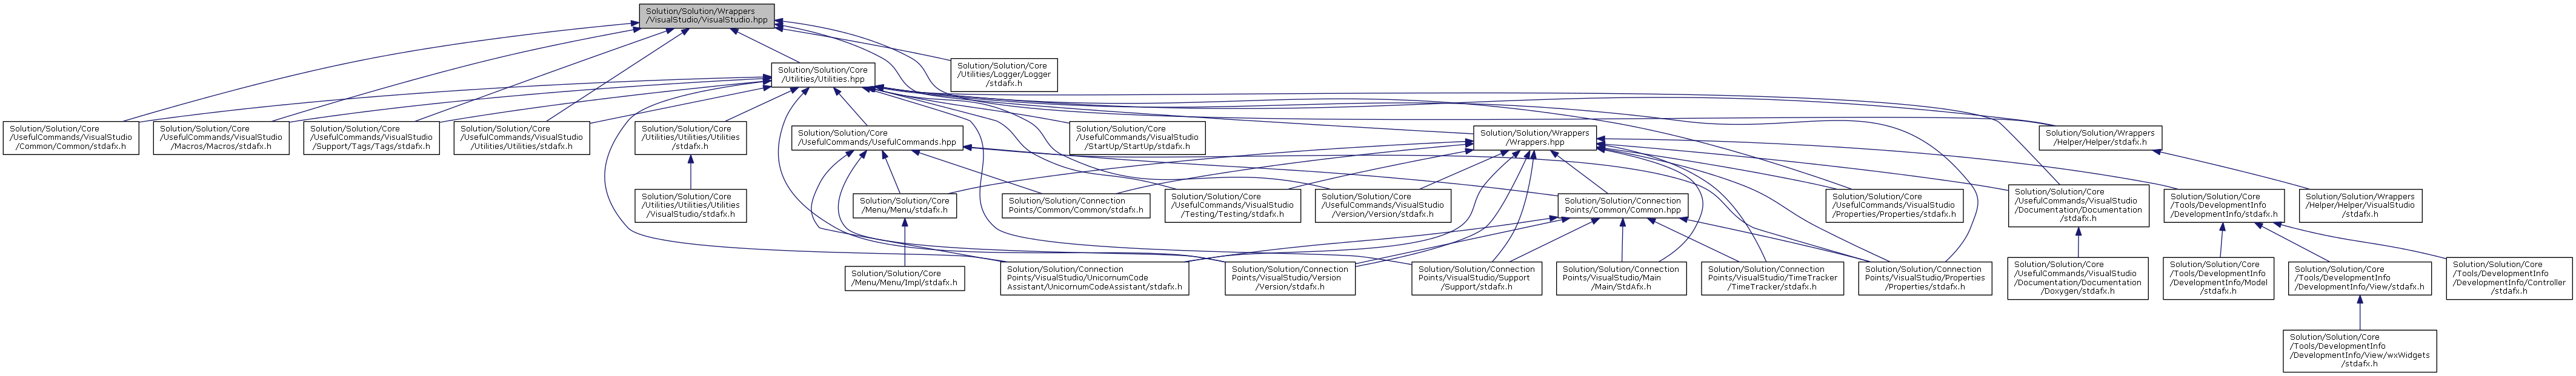 Solution/Solution/Wrappers
/VisualStudio/VisualStudio.hpp
Solution/Solution/Core
/Utilities/Utilities.hpp
Solution/Solution/Core
/Utilities/Logger/Logger
/stdafx.h
Solution/Solution/Core
/UsefulCommands/VisualStudio
/Common/Common/stdafx.h
Solution/Solution/Core
/UsefulCommands/VisualStudio
/Macros/Macros/stdafx.h
Solution/Solution/Core
/UsefulCommands/VisualStudio
/Support/Tags/Tags/stdafx.h
Solution/Solution/Core
/UsefulCommands/VisualStudio
/Utilities/Utilities/stdafx.h
Solution/Solution/Core
/Utilities/Utilities/Utilities
/stdafx.h
Solution/Solution/Core
/UsefulCommands/UsefulCommands.hpp
Solution/Solution/Core
/UsefulCommands/VisualStudio
/StartUp/StartUp/stdafx.h
Solution/Solution/Wrappers
/Wrappers.hpp
Solution/Solution/Wrappers
/Helper/Helper/stdafx.h
Solution/Solution/Core
/Utilities/Utilities/Utilities
/VisualStudio/stdafx.h
Solution/Solution/Core
/Menu/Menu/stdafx.h
Solution/Solution/Connection
Points/Common/Common/stdafx.h
Solution/Solution/Core
/UsefulCommands/VisualStudio
/Testing/Testing/stdafx.h
Solution/Solution/Core
/UsefulCommands/VisualStudio
/Version/Version/stdafx.h
Solution/Solution/Connection
Points/Common/Common.hpp
Solution/Solution/Core
/UsefulCommands/VisualStudio
/Properties/Properties/stdafx.h
Solution/Solution/Core
/UsefulCommands/VisualStudio
/Documentation/Documentation
/stdafx.h
Solution/Solution/Core
/Tools/DevelopmentInfo
/DevelopmentInfo/stdafx.h
Solution/Solution/Wrappers
/Helper/Helper/VisualStudio
/stdafx.h
Solution/Solution/Core
/Menu/Menu/Impl/stdafx.h
Solution/Solution/Connection
Points/VisualStudio/UnicornumCode
Assistant/UnicornumCodeAssistant/stdafx.h
Solution/Solution/Connection
Points/VisualStudio/Version
/Version/stdafx.h
Solution/Solution/Connection
Points/VisualStudio/Support
/Support/stdafx.h
Solution/Solution/Connection
Points/VisualStudio/Main
/Main/StdAfx.h
Solution/Solution/Connection
Points/VisualStudio/TimeTracker
/TimeTracker/stdafx.h
Solution/Solution/Connection
Points/VisualStudio/Properties
/Properties/stdafx.h
Solution/Solution/Core
/UsefulCommands/VisualStudio
/Documentation/Documentation
/Doxygen/stdafx.h
Solution/Solution/Core
/Tools/DevelopmentInfo
/DevelopmentInfo/Model
/stdafx.h
Solution/Solution/Core
/Tools/DevelopmentInfo
/DevelopmentInfo/View/stdafx.h
Solution/Solution/Core
/Tools/DevelopmentInfo
/DevelopmentInfo/Controller
/stdafx.h
Solution/Solution/Core
/Tools/DevelopmentInfo
/DevelopmentInfo/View/wxWidgets
/stdafx.h